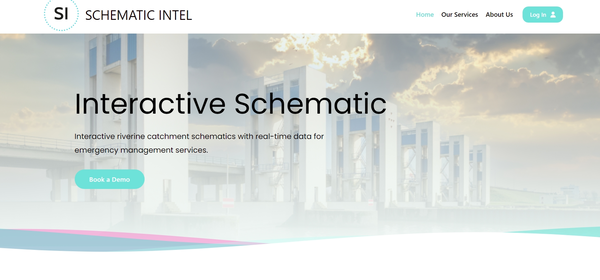 SI
SCHEMATIC INTEL
Home
Our Services
About Us
Log In
Interactive Schematic
Interactive riverine catchment schematics with real-time data for
emergency management services.
Book a Demo